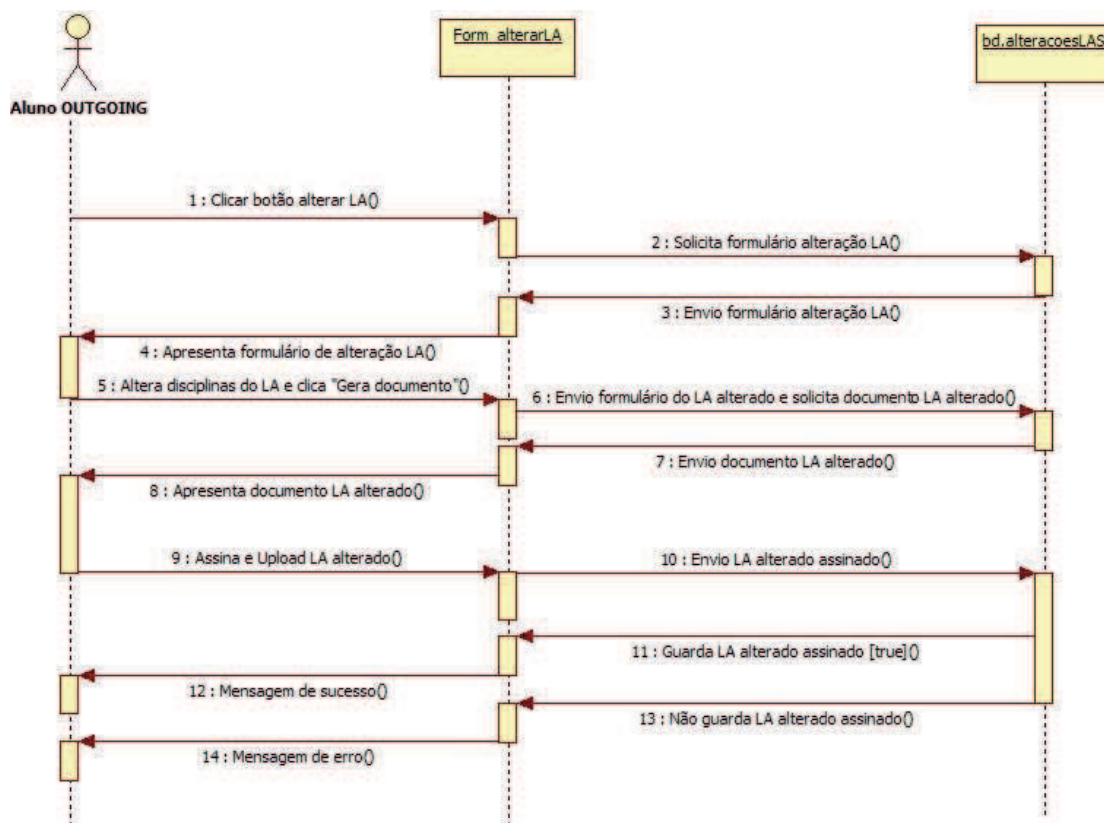 Form_alterarLA
bd.alteracoesLAS
Aluno OUTGOING
1 : Clicar botão alterar LA()
2 : Solicita formulário alteração LA()
3 : Envio formulário alteração LA()
4 : Apresenta formulário de alteração LA()
5 : Altera disciplinas do LA e clica "Gera documento"()
6 : Envio formulário do LA alterado e solicita documento LA alterado()
7 : Envio documento LA alterado()
8 : Apresenta documento LA alterado()
9 : Assina e Upload LA alterado()
10 : Envio LA alterado assinado()
11 : Guarda LA alterado assinado [true]()
12 : Mensagem de sucesso()
13 : Não guarda LA alterado assinado()
14 : Mensagem de erro()